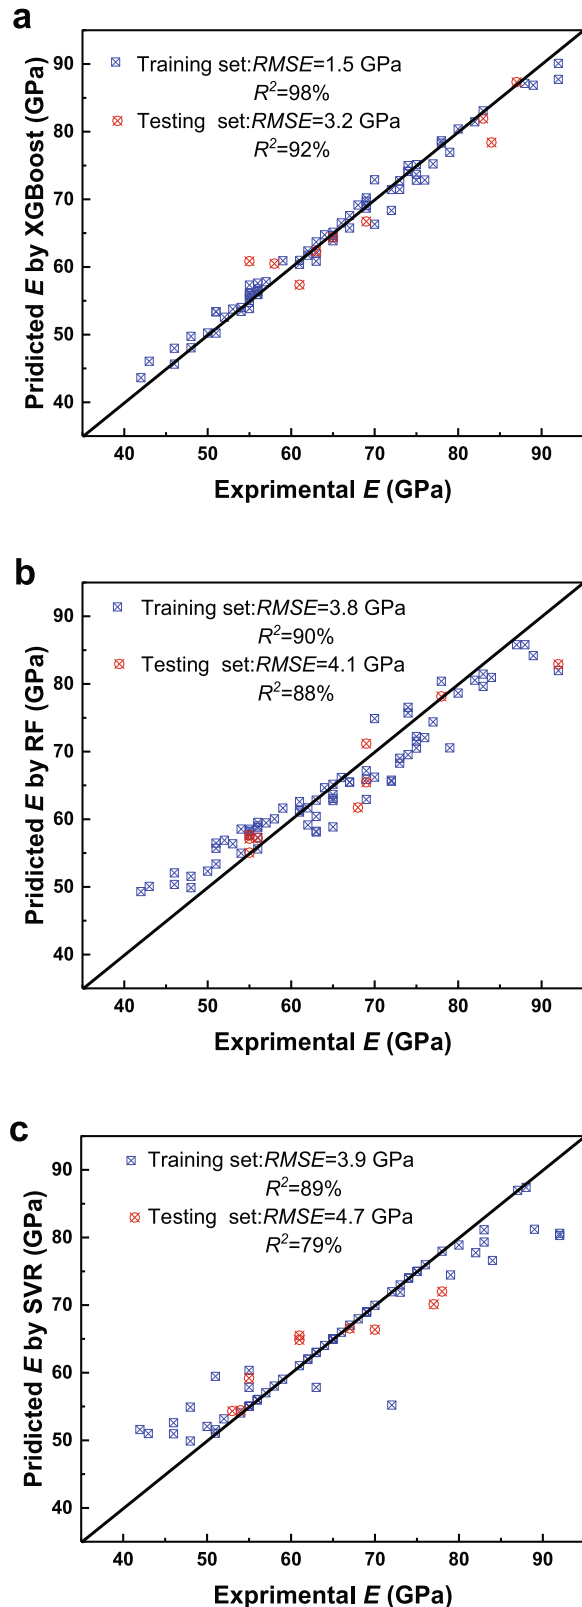 a
Training set:RMSE=1.5 GPa
R²=98%
Testing set:RMSE=3.2 GPa
R²=92%
Pridicted E by XGBoost (GPa)
90
80
70
60
50
40
40 50 60 70 80 90
Exprimental E (GPa)
b
Training set:RMSE=3.8 GPa
R²=90%
Testing set:RMSE=4.1 GPa
R²=88%
Pridicted E by RF (GPa)
90
80
70
60
50
40
40 50 60 70 80 90
Exprimental E (GPa)
c
Training set:RMSE=3.9 GPa
R²=89%
Testing set:RMSE=4.7 GPa
R²=79%
Pridicted E by SVR (GPa)
90
80
70
60
50
40
40 50 60 70 80 90
Exprimental E (GPa)